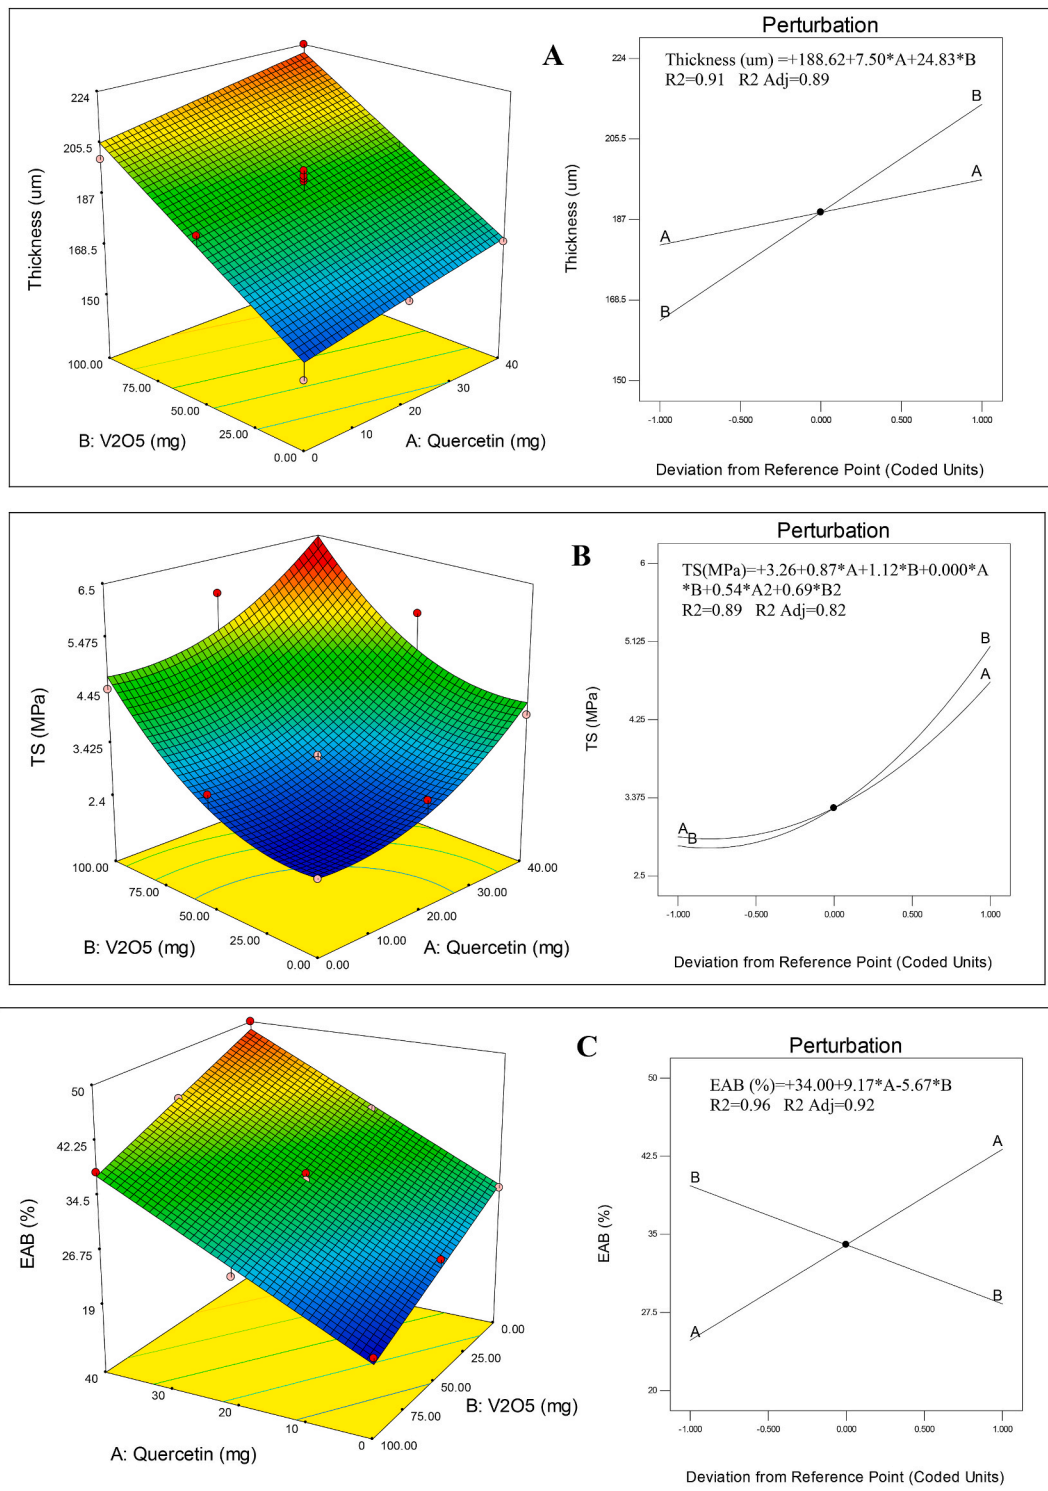 A
Thickness (um)
224
205.5
187
168.5
150
100.00
75.00
50.00
25.00
0.00
0
10
20
30
40
B: V2O5 (mg)
A: Quercetin (mg)
Perturbation
Thickness (um) =+188.62+7.50*A+24.83*B
R2=0.91 R2 Adj=0.89
Thickness (um)
224
205.5
187
168.5
150
B
A
A
B
-1.000
-0.500
0.000
0.500
1.000
Deviation from Reference Point (Coded Units)
B
TS (MPa)
6.5
5.475
4.45
3.425
2.4
100.00
75.00
50.00
25.00
0.00
0.00
10.00
20.00
30.00
40.00
B: V2O5 (mg)
A: Quercetin (mg)
Perturbation
TS(MPa)=+3.26+0.87*A+1.12*B+0.000*A
*B+0.54*A2+0.69*B2
R2=0.89 R2 Adj=0.82
TS (MPa)
6
5.125
4.25
3.375
2.5
B
A
A
B
-1.000
-0.500
0.000
0.500
1.000
Deviation from Reference Point (Coded Units)
C
EAB (%)
50
42.25
34.5
26.75
19
40
30
20
10
0
100.00
75.00
50.00
25.00
0.00
A: Quercetin (mg)
B: V2O5 (mg)
Perturbation
EAB (%)=+34.00+9.17*A-5.67*B
R2=0.96 R2 Adj=0.92
EAB (%)
50
42.5
35
27.5
20
A
B
B
A
-1.000
-0.500
0.000
0.500
1.000
Deviation from Reference Point (Coded Units)